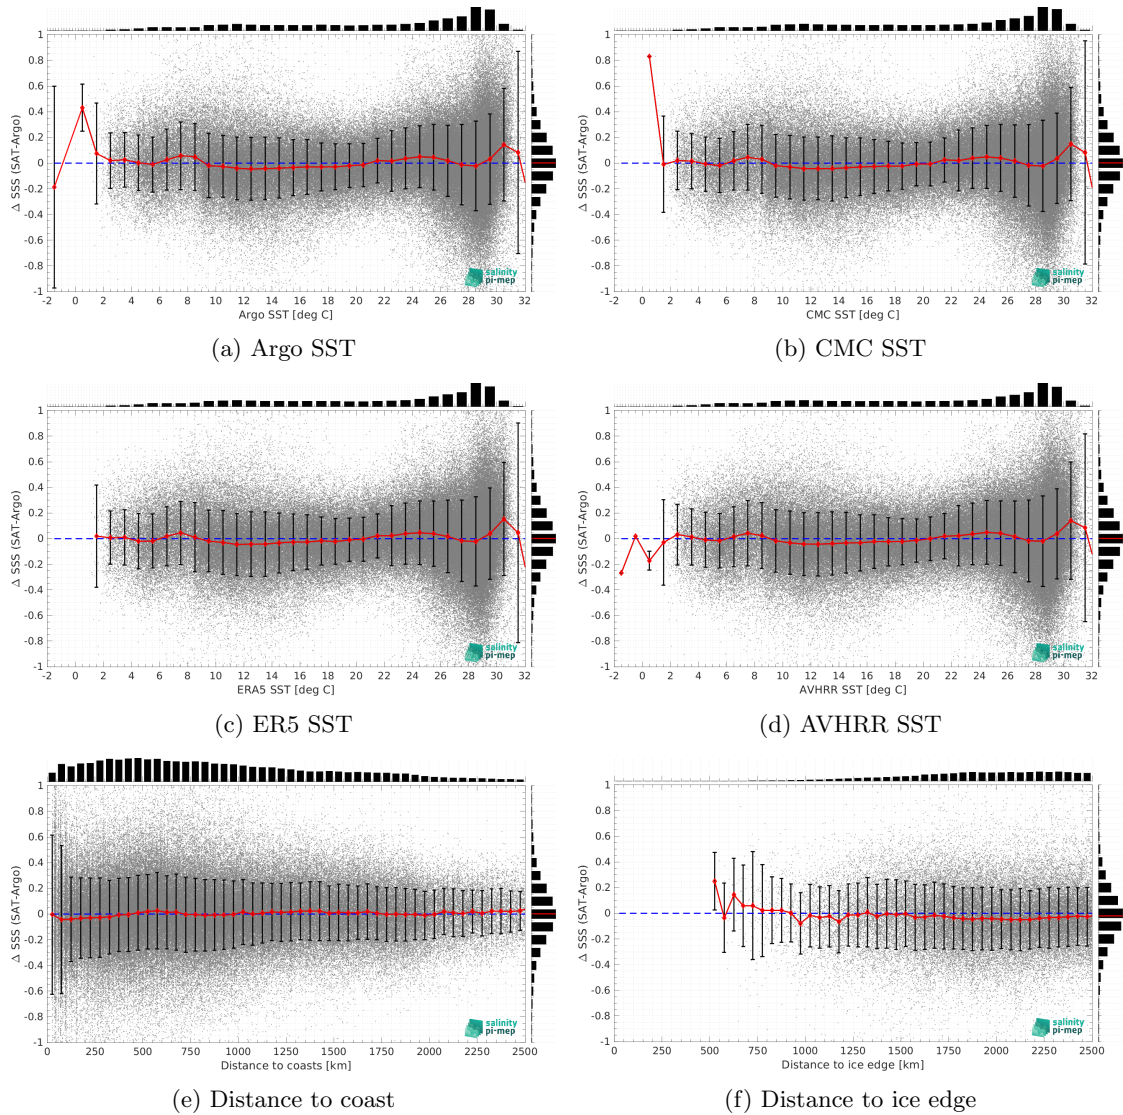 1
0.8
0.6
0.4
0.2
0
-0.2
-0.4
-0.6
-0.8
-1
Δ SSS (SAT-Argo)
-2 0 2 4 6 8 10 12 14 16 18 20 22 24 26 28 30 32
Argo SST [deg C]
salinity
pi-mep
(a) Argo SST
1
0.8
0.6
0.4
0.2
0
-0.2
-0.4
-0.6
-0.8
-1
Δ SSS (SAT-Argo)
-2 0 2 4 6 8 10 12 14 16 18 20 22 24 26 28 30 32
CMC SST [deg C]
salinity
pi-mep
(b) CMC SST
1
0.8
0.6
0.4
0.2
0
-0.2
-0.4
-0.6
-0.8
-1
Δ SSS (SAT-Argo)
-2 0 2 4 6 8 10 12 14 16 18 20 22 24 26 28 30 32
ERA5 SST [deg C]
salinity
pi-mep
(c) ER5 SST
1
0.8
0.6
0.4
0.2
0
-0.2
-0.4
-0.6
-0.8
-1
Δ SSS (SAT-Argo)
-2 0 2 4 6 8 10 12 14 16 18 20 22 24 26 28 30 32
AVHRR SST [deg C]
salinity
pi-mep
(d) AVHRR SST
1
0.8
0.6
0.4
0.2
0
-0.2
-0.4
-0.6
-0.8
-1
Δ SSS (SAT-Argo)
0 250 500 750 1000 1250 1500 1750 2000 2250 2500
Distance to coasts [km]
salinity
pi-mep
(e) Distance to coast
1
0.8
0.6
0.4
0.2
0
-0.2
-0.4
-0.6
-0.8
-1
Δ SSS (SAT-Argo)
0 250 500 750 1000 1250 1500 1750 2000 2250 2500
Distance to ice edge [km]
salinity
pi-mep
(f) Distance to ice edge